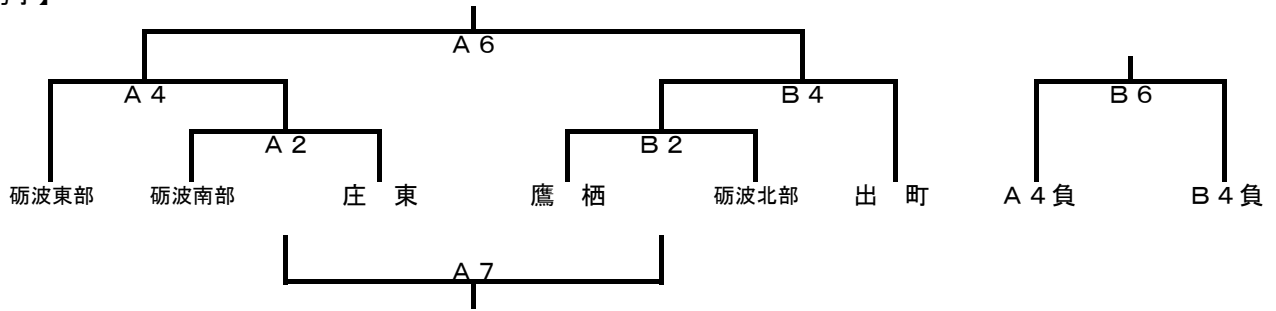 Ａ６
Ａ４ Ｂ４ Ｂ６
Ａ２ Ｂ２
砺波東部 砺波南部 庄 東 鷹 栖 砺波北部 出 町 Ａ４負 Ｂ４負
Ａ７